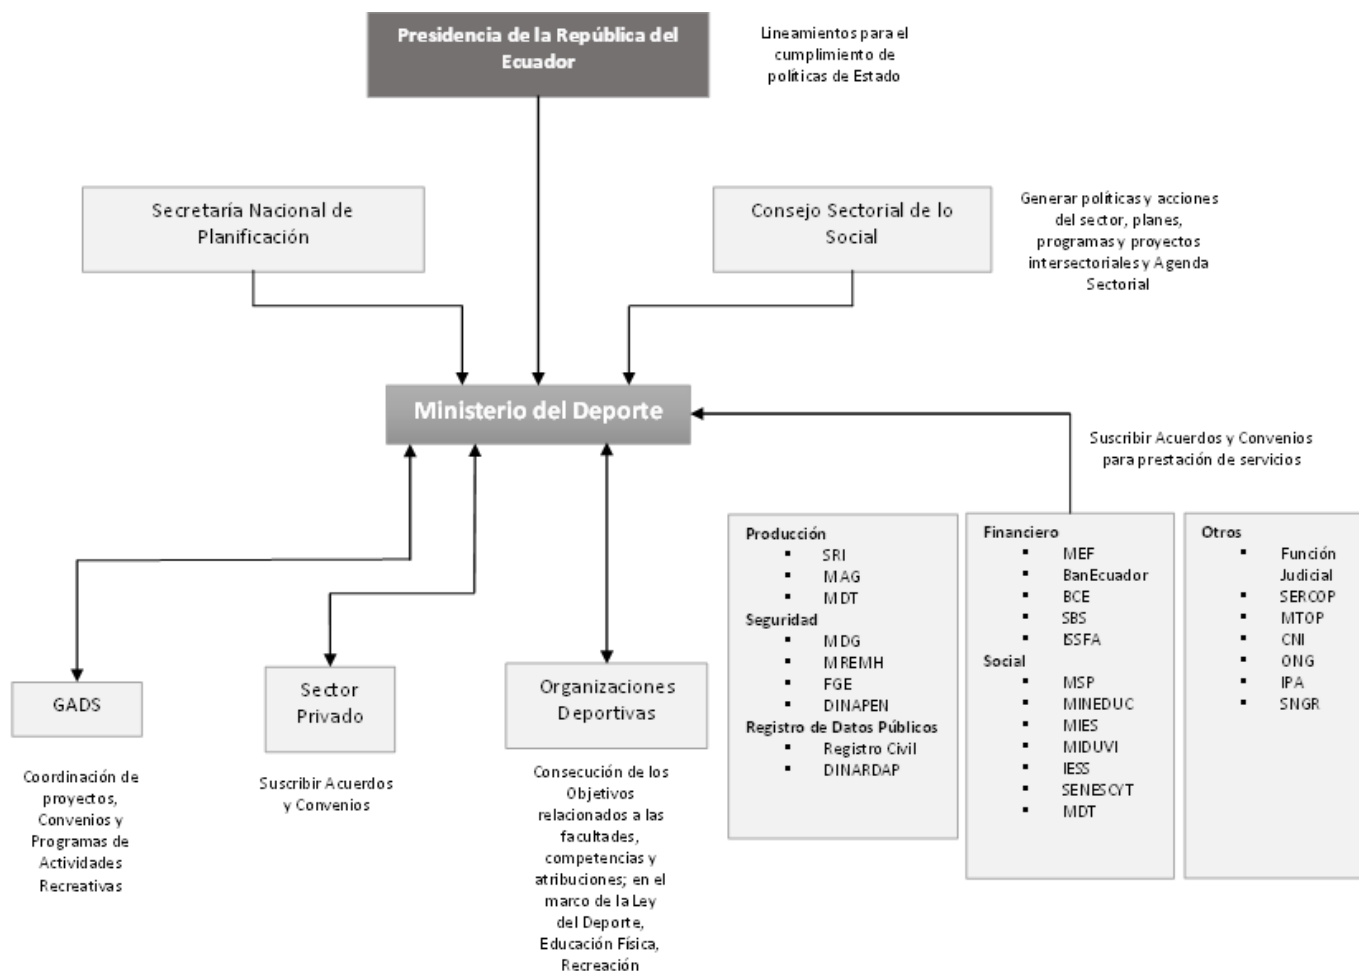 Presidencia de la República del
Ecuador
Lineamientos para el
cumplimiento de
políticas de Estado
Secretaría Nacional de
Planificación
Consejo Sectorial de lo
Social
Generar políticas y acciones
del sector, planes,
programas y proyectos
intersectoriales y Agenda
Sectorial
Ministerio del Deporte
Suscribir Acuerdos y Convenios
para prestación de servicios
GADS
Coordinación de
proyectos,
Convenios y
Programas de
Actividades
Recreativas
Sector
Privado
Suscribir Acuerdos
y Convenios
Organizaciones
Deportivas
Consecución de los
Objetivos
relacionados a las
facultades,
competencias y
atribuciones; en el
marco de la Ley
del Deporte,
Educación Física,
Recreación
Producción
▪ SRI
▪ MAG
▪ MDT
Seguridad
▪ MDG
▪ MREMH
▪ FGE
▪ DINAPEN
Registro de Datos Públicos
▪ Registro Civil
▪ DINARDAP
Financiero
▪ MEF
▪ BanEcuador
▪ BCE
▪ SBS
▪ ISSFA
Social
▪ MSP
▪ MINEDUC
▪ MIES
▪ MIDUVI
▪ IESS
▪ SENESCYT
▪ MDT
Otros
▪ Función
Judicial
▪ SERCOP
▪ MTOP
▪ CNI
▪ ONG
▪ IPA
▪ SNGR